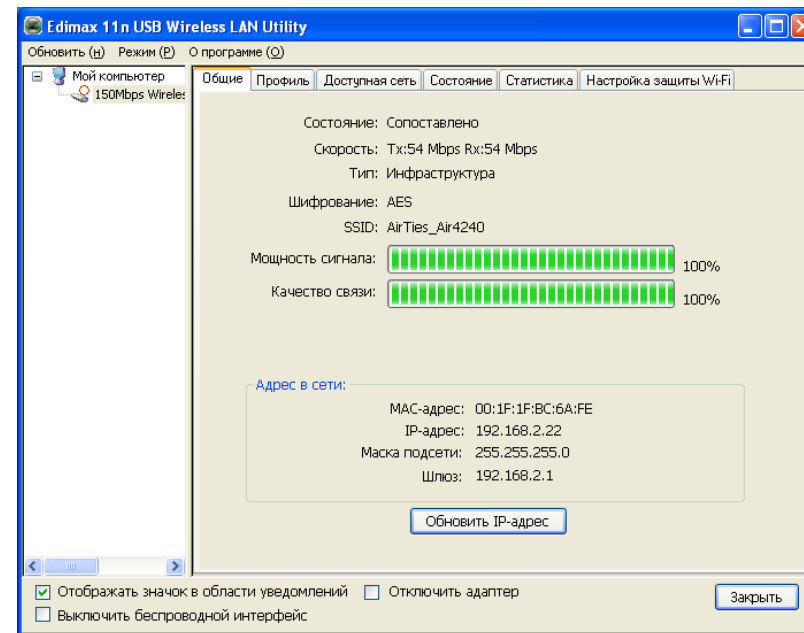 Edimax 11n USB Wireless LAN Utility
Обновить (н) Режим (P) О программе (O)
Мой компьютер
150Mbps Wireles
Общие Профиль Доступная сеть Состояние Статистика Настройка защиты Wi-Fi
Состояние: Сопоставлено
Скорость: Tx:54 Mbps Rx:54 Mbps
Тип: Инфраструктура
Шифрование: AES
SSID: AirTies_Air4240
Мощность сигнала: 100%
Качество связи: 100%
Адрес в сети:
MAC-адрес: 00:1F:1F:BC:6A:FE
IP-адрес: 192.168.2.22
Маска подсети: 255.255.255.0
Шлюз: 192.168.2.1
Обновить IP-адрес
Отображать значок в области уведомлений Отключить адаптер
Закрыть
Выключить беспроводной интерфейс